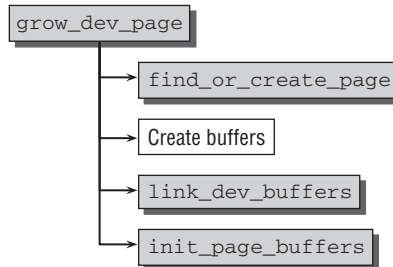 grow_dev_page
find_or_create_page
Create buffers
link_dev_buffers
init_page_buffers